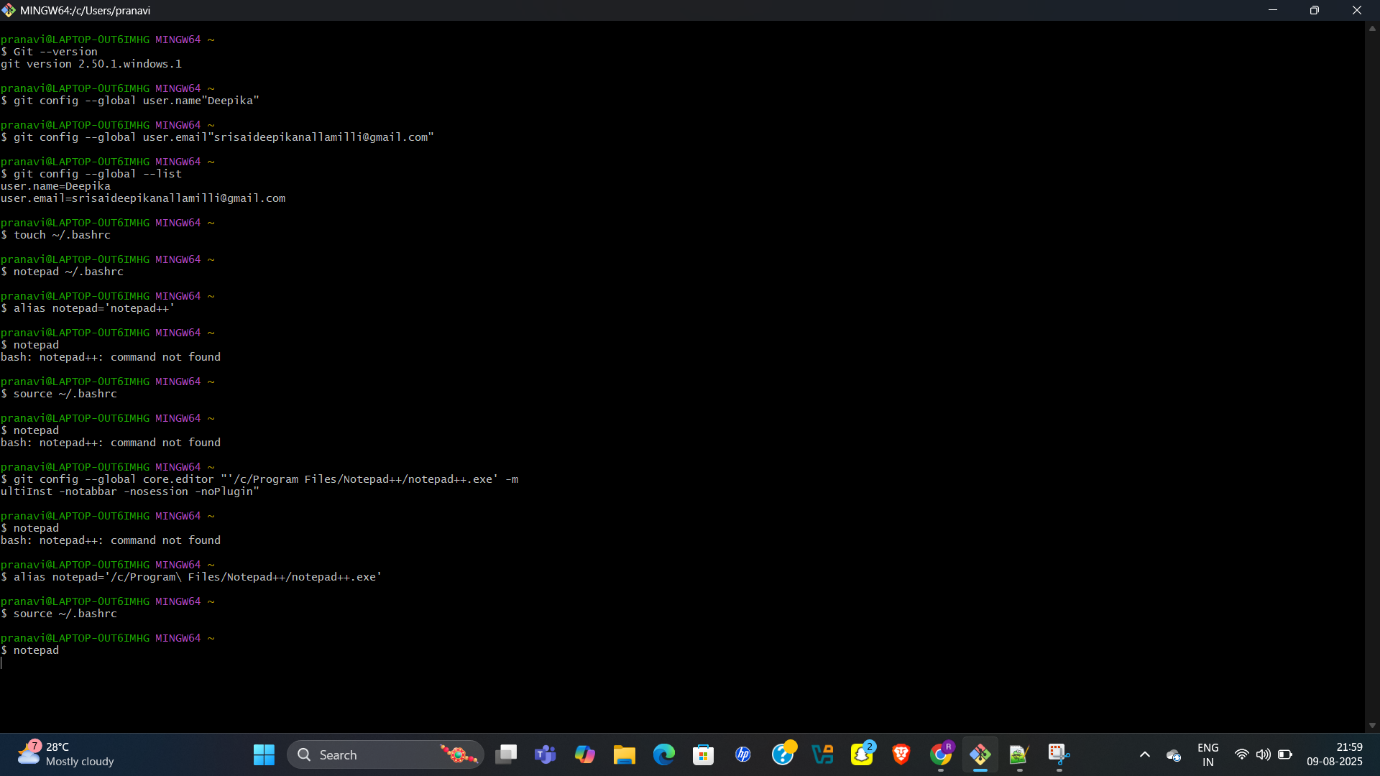 MINGW64:/c/Users/pranavi
pranavi@LAPTOP-OUT6IMHG MINGW64 ~
$ Git --version
git version 2.50.1.windows.1
pranavi@LAPTOP-OUT6IMHG MINGW64 ~
$ git config --global user.name"Deepika"
pranavi@LAPTOP-OUT6IMHG MINGW64 ~
$ git config --global user.email"srisaideepikanallamilli@gmail.com"
pranavi@LAPTOP-OUT6IMHG MINGW64 ~
$ git config --global --list
user.name=Deepika
user.email=srisaideepikanallamilli@gmail.com
pranavi@LAPTOP-OUT6IMHG MINGW64 ~
$ touch ~/.bashrc
pranavi@LAPTOP-OUT6IMHG MINGW64 ~
$ notepad ~/.bashrc
pranavi@LAPTOP-OUT6IMHG MINGW64 ~
$ alias notepad='notepad++'
pranavi@LAPTOP-OUT6IMHG MINGW64 ~
$ notepad
bash: notepad++: command not found
pranavi@LAPTOP-OUT6IMHG MINGW64 ~
$ source ~/.bashrc
pranavi@LAPTOP-OUT6IMHG MINGW64 ~
$ notepad
bash: notepad++: command not found
pranavi@LAPTOP-OUT6IMHG MINGW64 ~
$ git config --global core.editor "'/c/Program Files/Notepad++/notepad++.exe' -m
ultiInst -notabbar -nosession -noPlugin"
pranavi@LAPTOP-OUT6IMHG MINGW64 ~
$ notepad
bash: notepad++: command not found
pranavi@LAPTOP-OUT6IMHG MINGW64 ~
$ alias notepad='/c/Program\ Files/Notepad++/notepad++.exe'
pranavi@LAPTOP-OUT6IMHG MINGW64 ~
$ source ~/.bashrc
pranavi@LAPTOP-OUT6IMHG MINGW64 ~
$ notepad
7
28°C
Mostly cloudy
Search
hp
2
R
ENG
IN
21:59
09-08-2025